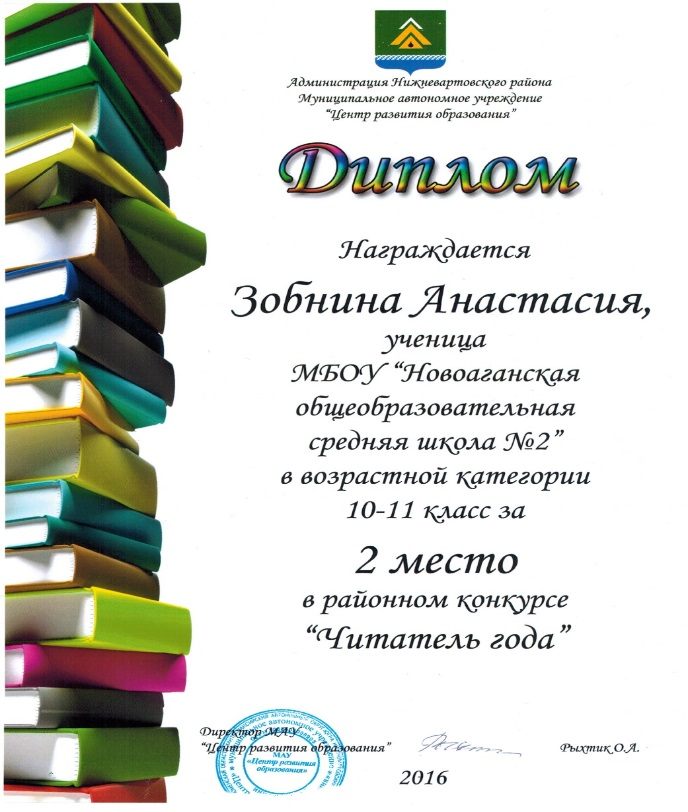 Администрация Нижневартовского района
Муниципальное автономное учреждение
“Центр развития образования”
Диплом
Награждается
Зобнина Анастасия,
ученица
МБОУ “Новоаганская
общеобразовательная
средняя школа №2”
в возрастной категории
10-11 класс за
2 место
в районном конкурсе
“Читатель года”
Директор МАУ
“Центр развития образования”
Рыхтик О.А.
МАУ
«Центр развития
образования»
2016